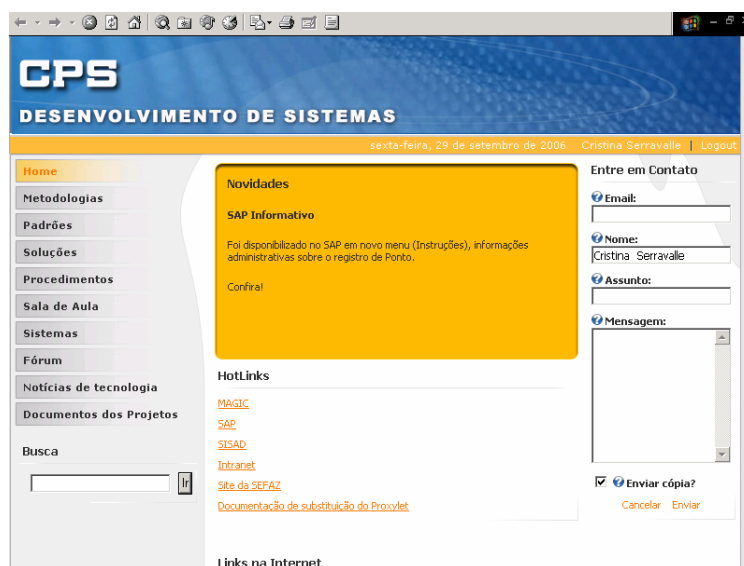 CPS
DESENVOLVIMENTO DE SISTEMAS
sexta-feira, 29 de setembro de 2006 Cristina Serravalle | Logout
Home
Metodologias
Padrões
Soluções
Procedimentos
Sala de Aula
Sistemas
Fórum
Notícias de tecnologia
Documentos dos Projetos
Busca
Ir
Novidades
SAP Informativo
Foi disponibilizado no SAP em novo menu (Instruções), informações
administrativas sobre o registro de Ponto.
Confira!
HotLinks
MAGIC
SAP
SISAD
Intranet
Site da SEFAZ
Documentação de substituição do Proxylet
Links na Internet
Entre em Contato
Email:
Nome:
Cristina Serravalle
Assunto:
Mensagem:
Enviar cópia?
Cancelar Enviar